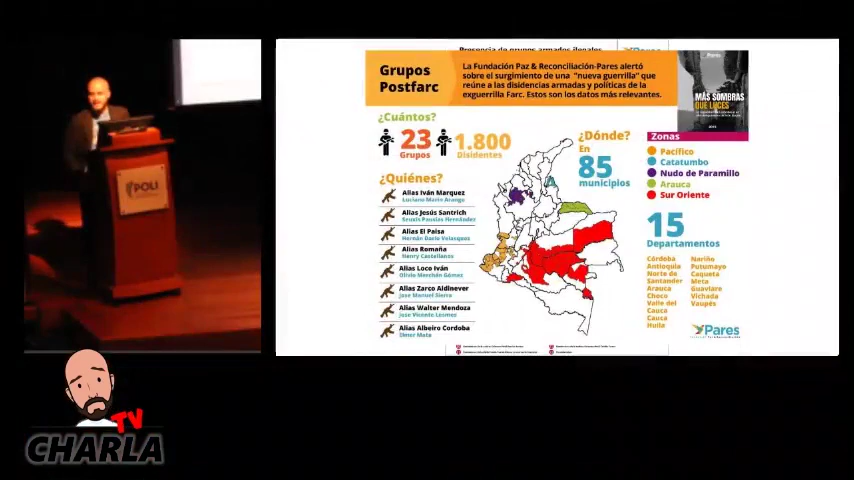 POLI
Presencia de grupos armados ilegales
Pares
Grupos
Postfarc
La Fundación Paz & Reconciliación-Pares alertó
sobre el surgimiento de una "nueva guerrilla" que
reúne a las disidencias armadas y políticas de la
exguerrilla Farc. Estos son los datos más relevantes.
MÁS SOMBRAS
QUE LUCES
¿Cuántos?
23
Grupos
1.800
Disidentes
¿Dónde?
En
85
municipios
Zonas
Pacífico
Catatumbo
Nudo de Paramillo
Arauca
Sur Oriente
¿Quiénes?
Alias Iván Marquez
Luciano Marín Arango
Alias Jesús Santrich
Seuxis Paucias Hernández
Alias El Paisa
Hernán Darío Velasquez
Alias Romaña
Henry Castellanos
Alias Loco Iván
Olivio Merchán Gómez
Alias Zarco Aldinever
Jose Manuel Sierra
Alias Walter Mendoza
Jose Vicente Lesmez
Alias Albeiro Cordoba
Elmer Mata
15
Departamentos
Córdoba
Antioquia
Norte de
Santander
Arauca
Choco
Valle del
Cauca
Cauca
Huila
Nariño
Putumayo
Caqueta
Meta
Guaviare
Vichada
Vaupés
Pares
TV
CHARLA